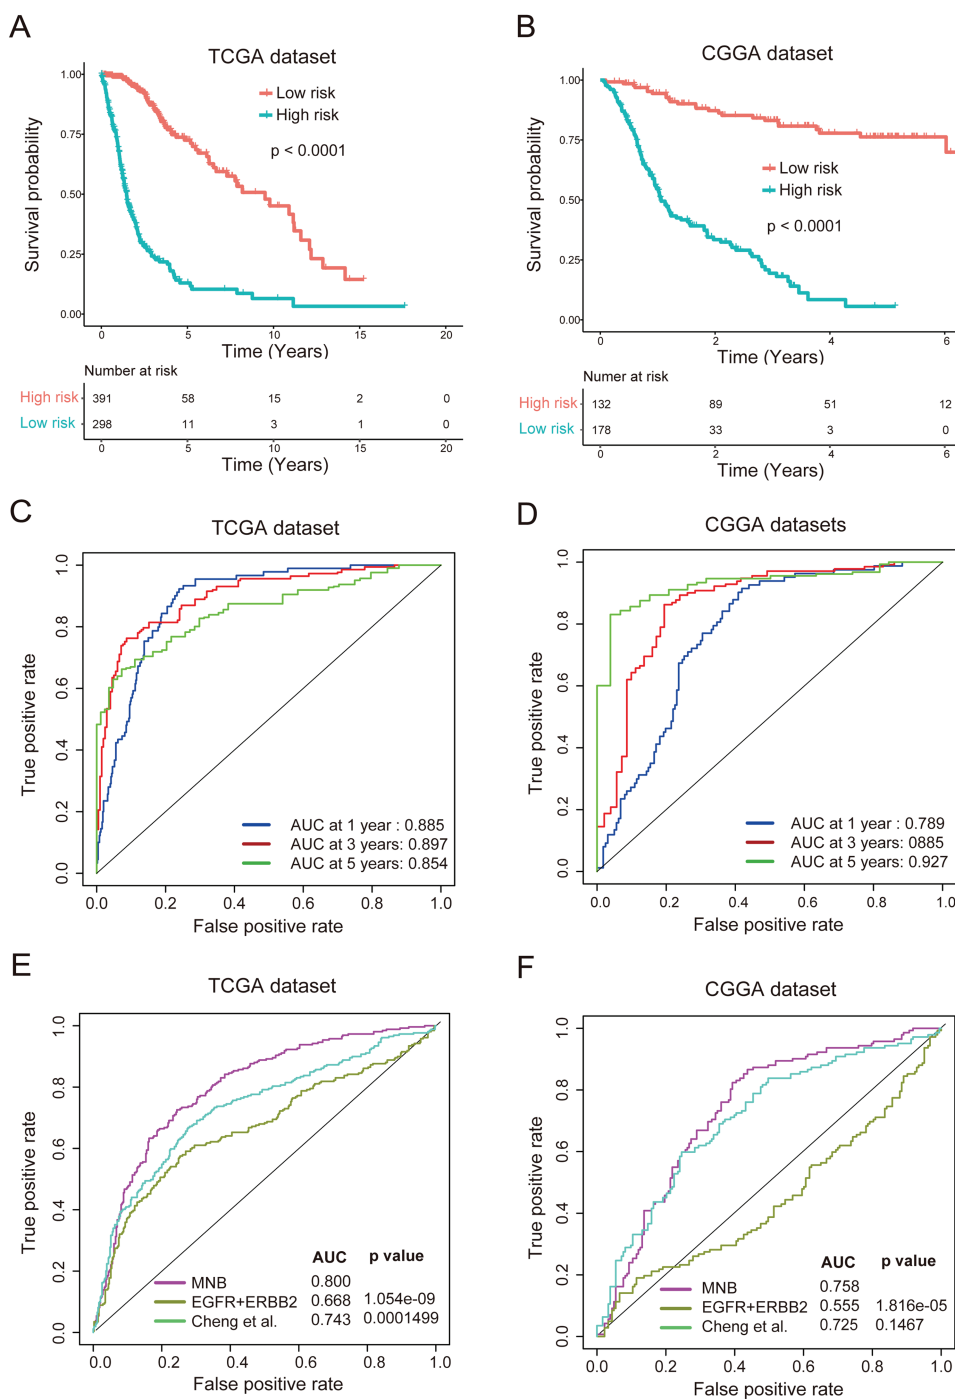 A
TCGA dataset
Survival probability
1.00
0.75
0.50
0.25
0.00
Low risk
High risk
p < 0.0001
0 5 10 15 20
Time (Years)
Number at risk
High risk 391 58 15 2 0
Low risk 298 11 3 1 0
0 5 10 15 20
Time (Years)
B
CGGA dataset
Survival probability
1.00
0.75
0.50
0.25
0.00
Low risk
High risk
p < 0.0001
0 2 4 6
Time (Years)
Numer at risk
High risk 132 89 51 12
Low risk 178 33 3 0
0 2 4 6
Time (Years)
C
TCGA dataset
True positive rate
1.0
0.8
0.6
0.4
0.2
0.0
AUC at 1 year : 0.885
AUC at 3 years: 0.897
AUC at 5 years: 0.854
0.0 0.2 0.4 0.6 0.8 1.0
False positive rate
D
CGGA datasets
True positive rate
1.0
0.8
0.6
0.4
0.2
0.0
AUC at 1 year : 0.789
AUC at 3 years: 0885
AUC at 5 years: 0.927
0.0 0.2 0.4 0.6 0.8 1.0
False positive rate
E
TCGA dataset
True positive rate
1.0
0.8
0.6
0.4
0.2
0.0
AUC p value
MNB 0.800
EGFR+ERBB2 0.668 1.054e-09
Cheng et al. 0.743 0.0001499
0.0 0.2 0.4 0.6 0.8 1.0
False positive rate
F
CGGA dataset
True positive rate
1.0
0.8
0.6
0.4
0.2
0.0
AUC p value
MNB 0.758
EGFR+ERBB2 0.555 1.816e-05
Cheng et al. 0.725 0.1467
0.0 0.2 0.4 0.6 0.8 1.0
False positive rate